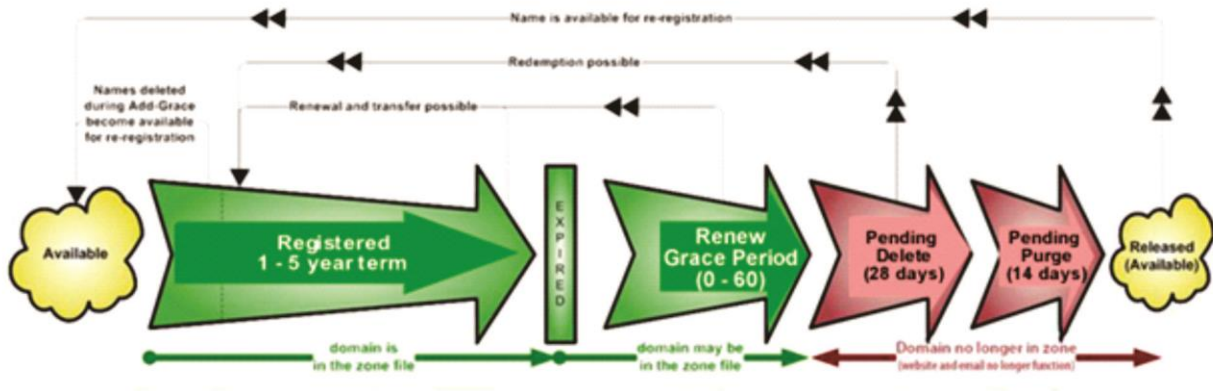 Name is available for re-registration
Redemption possible
Names deleted
during Add-Grace
become available
for re-registration
Renewal and transfer possible
Available
Registered
1 - 5 year term
EXPIRED
Renew
Grace Period
(0 - 60)
Pending
Delete
(28 days)
Pending
Purge
(14 days)
Released
(Available)
domain is
in the zone file
domain may be
in the zone file
Domain no longer in zone
(website and email no longer function)